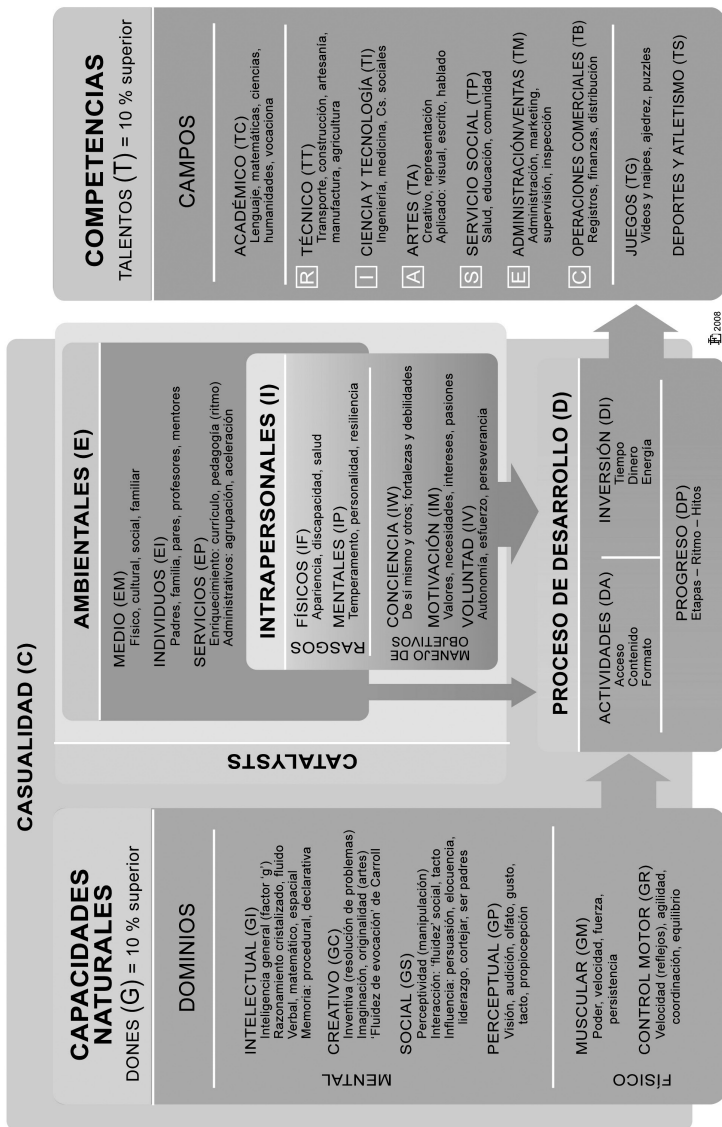 CASUALIDAD (C)
CAPACIDADES
NATURALES
DONES (G) = 10 % superior
DOMINIOS
MENTAL
INTELECTUAL (GI)
Inteligencia general (factor 'g')
Razonamiento cristalizado, fluido
Verbal, matemático, espacial
Memoria: procedural, declarativa
CREATIVO (GC)
Inventiva (resolución de problemas)
Imaginación, originalidad (artes)
'Fluidez de evocación' de Carroll
SOCIAL (GS)
Perceptividad (manipulación)
Interacción: 'fluidez' social, tacto
Influencia: persuasión, elocuencia,
liderazgo, cortejar, ser padres
PERCEPTUAL (GP)
Visión, audición, olfato, gusto,
tacto, propiocepción
FÍSICO
MUSCULAR (GM)
Poder, velocidad, fuerza,
persistencia
CONTROL MOTOR (GR)
Velocidad (reflejos), agilidad,
coordinación, equilibrio
CATALYSTS
AMBIENTALES (E)
MEDIO (EM)
Físico, cultural, social, familiar
INDIVIDUOS (EI)
Padres, familia, pares, profesores, mentores
SERVICIOS (EP)
Enriquecimiento: currículo, pedagogía (ritmo)
Administrativos: agrupación, aceleración
INTRAPERSONALES (I)
RASGOS
FÍSICOS (IF)
Apariencia, discapacidad, salud
MENTALES (IP)
Temperamento, personalidad, resiliencia
MANEJO DE
OBJETIVOS
CONCIENCIA (IW)
De sí mismo y otros; fortalezas y debilidades
MOTIVACIÓN (IM)
Valores, necesidades, intereses, pasiones
VOLUNTAD (IV)
Autonomía, esfuerzo, perseverancia
PROCESO DE DESARROLLO (D)
ACTIVIDADES (DA)
Acceso
Contenido
Formato
INVERSIÓN (DI)
Tiempo
Dinero
Energía
PROGRESO (DP)
Etapas – Ritmo – Hitos
COMPETENCIAS
TALENTOS (T) = 10 % superior
CAMPOS
ACADÉMICO (TC)
Lenguaje, matemáticas, ciencias,
humanidades, vocaciona
R TÉCNICO (TT)
Transporte, construcción, artesanía,
manufactura, agricultura
I CIENCIA Y TECNOLOGÍA (TI)
Ingeniería, medicina, Cs. sociales
A ARTES (TA)
Creativo, representación
Aplicado: visual, escrito, hablado
S SERVICIO SOCIAL (TP)
Salud, educación, comunidad
E ADMINISTRACIÓN/VENTAS (TM)
Administración, marketing,
supervisión, inspección
C OPERACIONES COMERCIALES (TB)
Registros, finanzas, distribución
JUEGOS (TG)
Videos y naipes, ajedrez, puzzles
DEPORTES Y ATLETISMO (TS)
2008